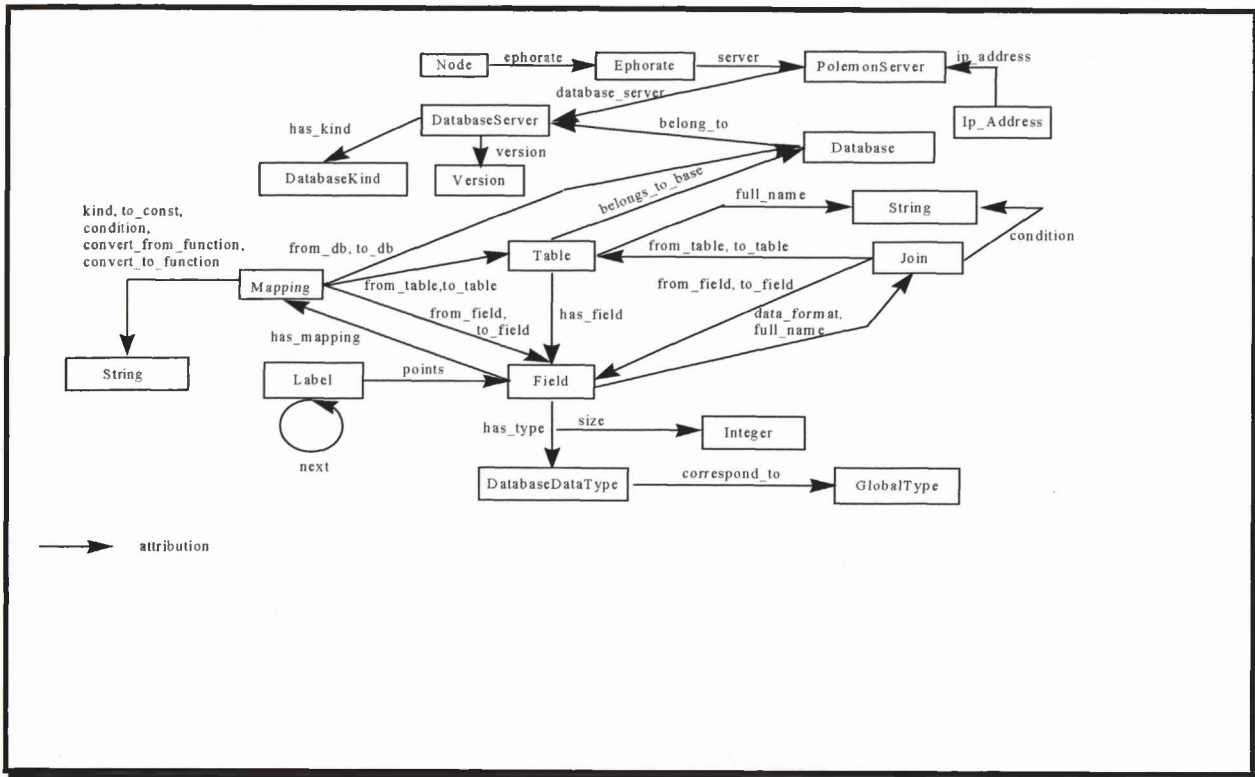 Node
ephorate
Ephorate
server
PolemonServer
ip_address
Ip_Address
database_server
DatabaseServer
has_kind
version
DatabaseKind
Version
belong_to
Database
belongs_to_base
full_name
String
kind, to_const,
condition,
convert_from_function,
convert_to_function
from_db, to_db
Table
from_table, to_table
Join
condition
Mapping
from_table,to_table
from_field, to_field
from_field,
to_field
has_field
data_format,
full_name
has_mapping
String
Label
points
Field
next
has_type
size
Integer
DatabaseDataType
correspond_to
GlobalType
attribution